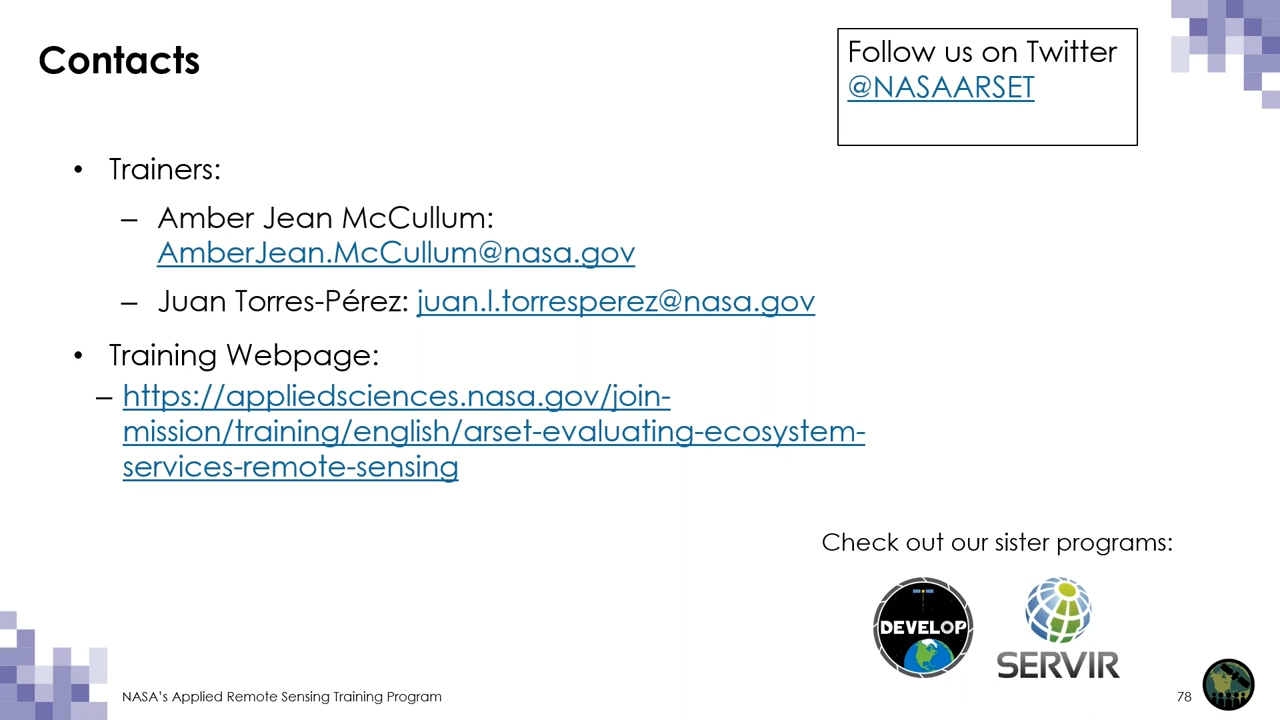 Contacts
Follow us on Twitter
@NASAARSET
• Trainers:
– Amber Jean McCullum:
AmberJean.McCullum@nasa.gov
– Juan Torres-Pérez: juan.l.torresperez@nasa.gov
• Training Webpage:
– https://appliedsciences.nasa.gov/join-
mission/training/english/arset-evaluating-ecosystem-
services-remote-sensing
Check out our sister programs:
DEVELOP
SERVIR
NASA's Applied Remote Sensing Training Program
78